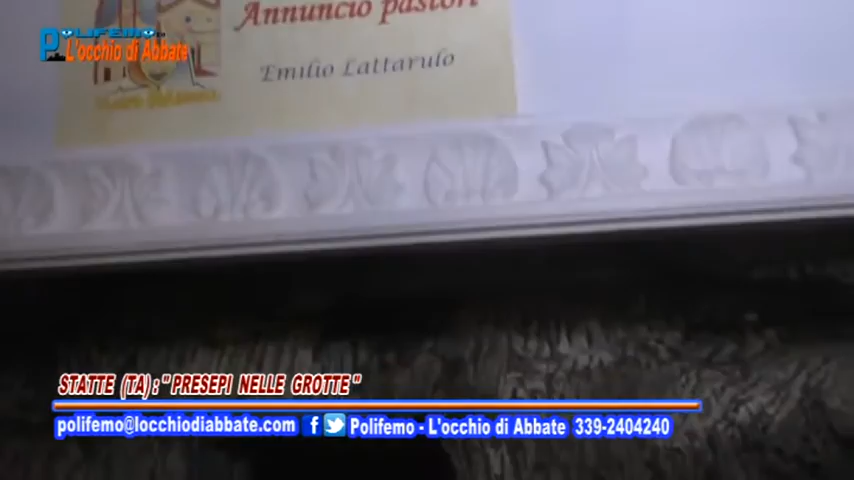 POLIFEMO
L'occhio di Abbate
Annuncio pastori
Emilio Lattarulo
STATTE (TA): "PRESEPI NELLE GROTTE"
polifemo@locchiodiabbate.com f Polifemo - L'occhio di Abbate 339-2404240